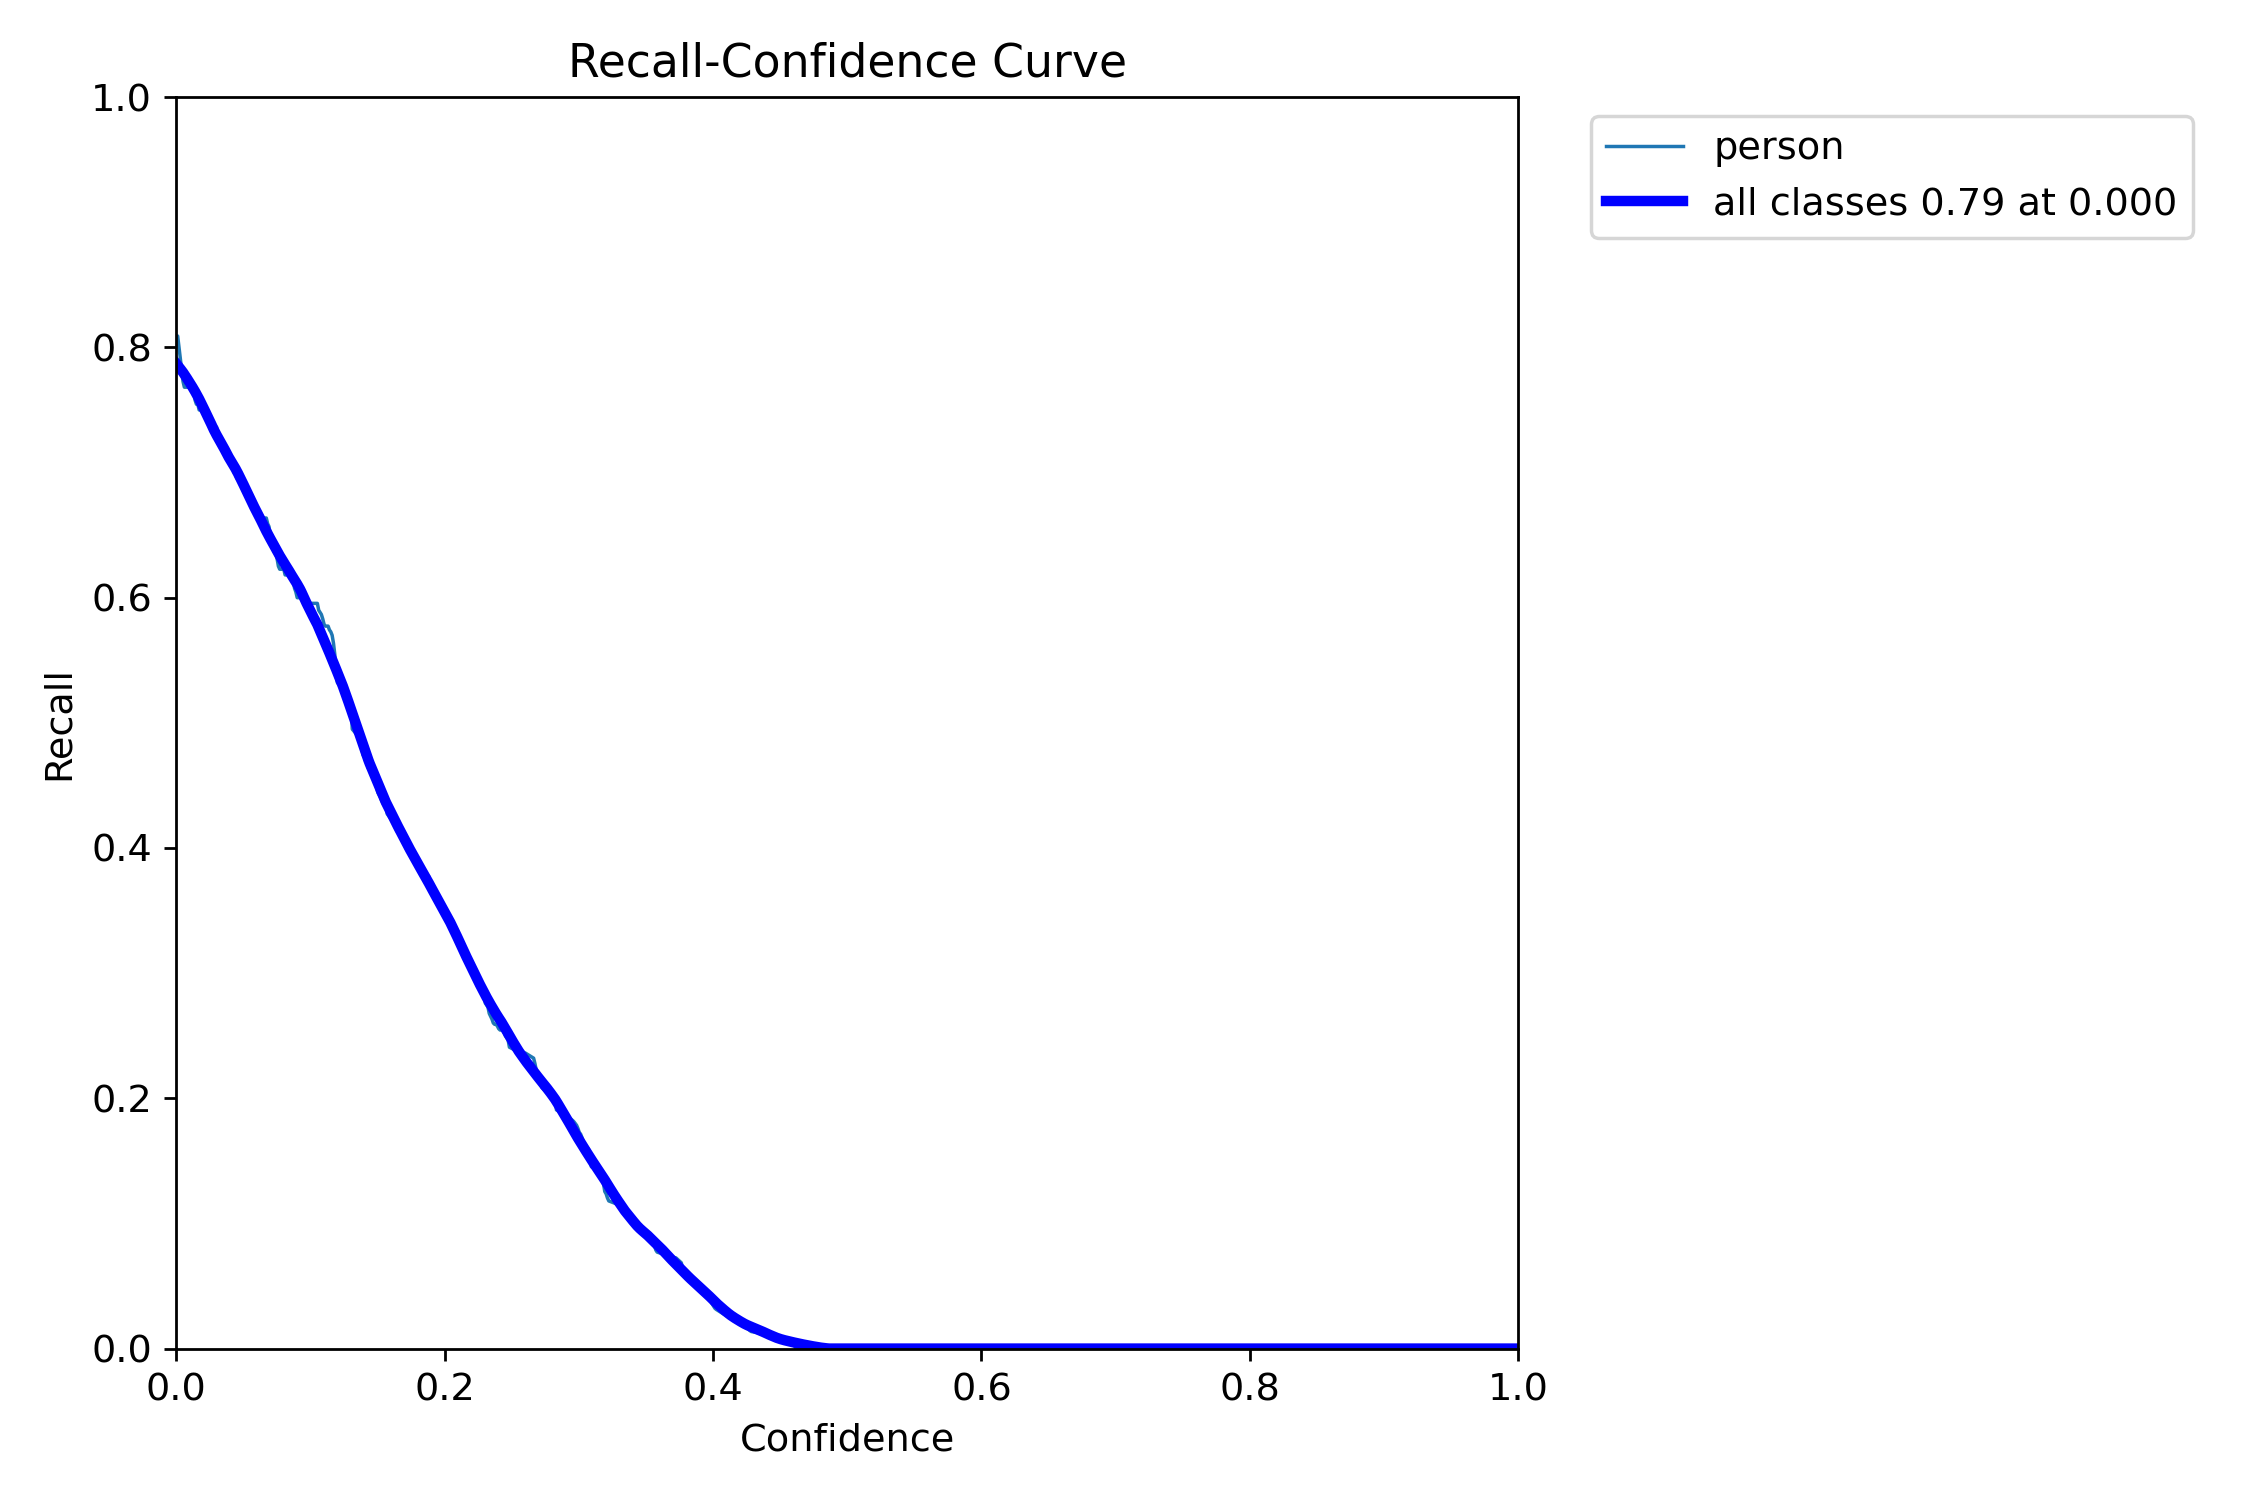 Recall-Confidence Curve
person
all classes 0.79 at 0.000
1.0
0.8
0.6
0.4
0.2
0.0
Recall
0.0 0.2 0.4 0.6 0.8 1.0
Confidence